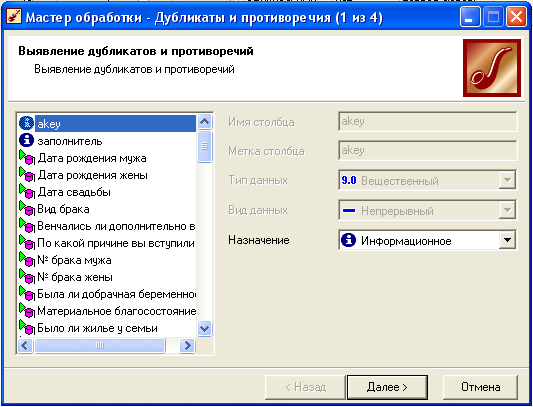 Мастер обработки - Дубликаты и противоречия (1 из 4)
Выявление дубликатов и противоречий
Выявление дубликатов и противоречий
akey
заполнитель
Дата рождения мужа
Дата рождения жены
Дата свадьбы
Вид брака
Венчались ли дополнительно в
По какой причине вы вступили
№ брака мужа
№ брака жены
Была ли добрачная беременно
Материальное благосостояние
Было ли жилье у семьи
Имя столбца akey
Метка столбца akey
Тип данных 9.0 Вещественный
Вид данных Непрерывный
Назначение Информационное
< Назад
Далее >
Отмена